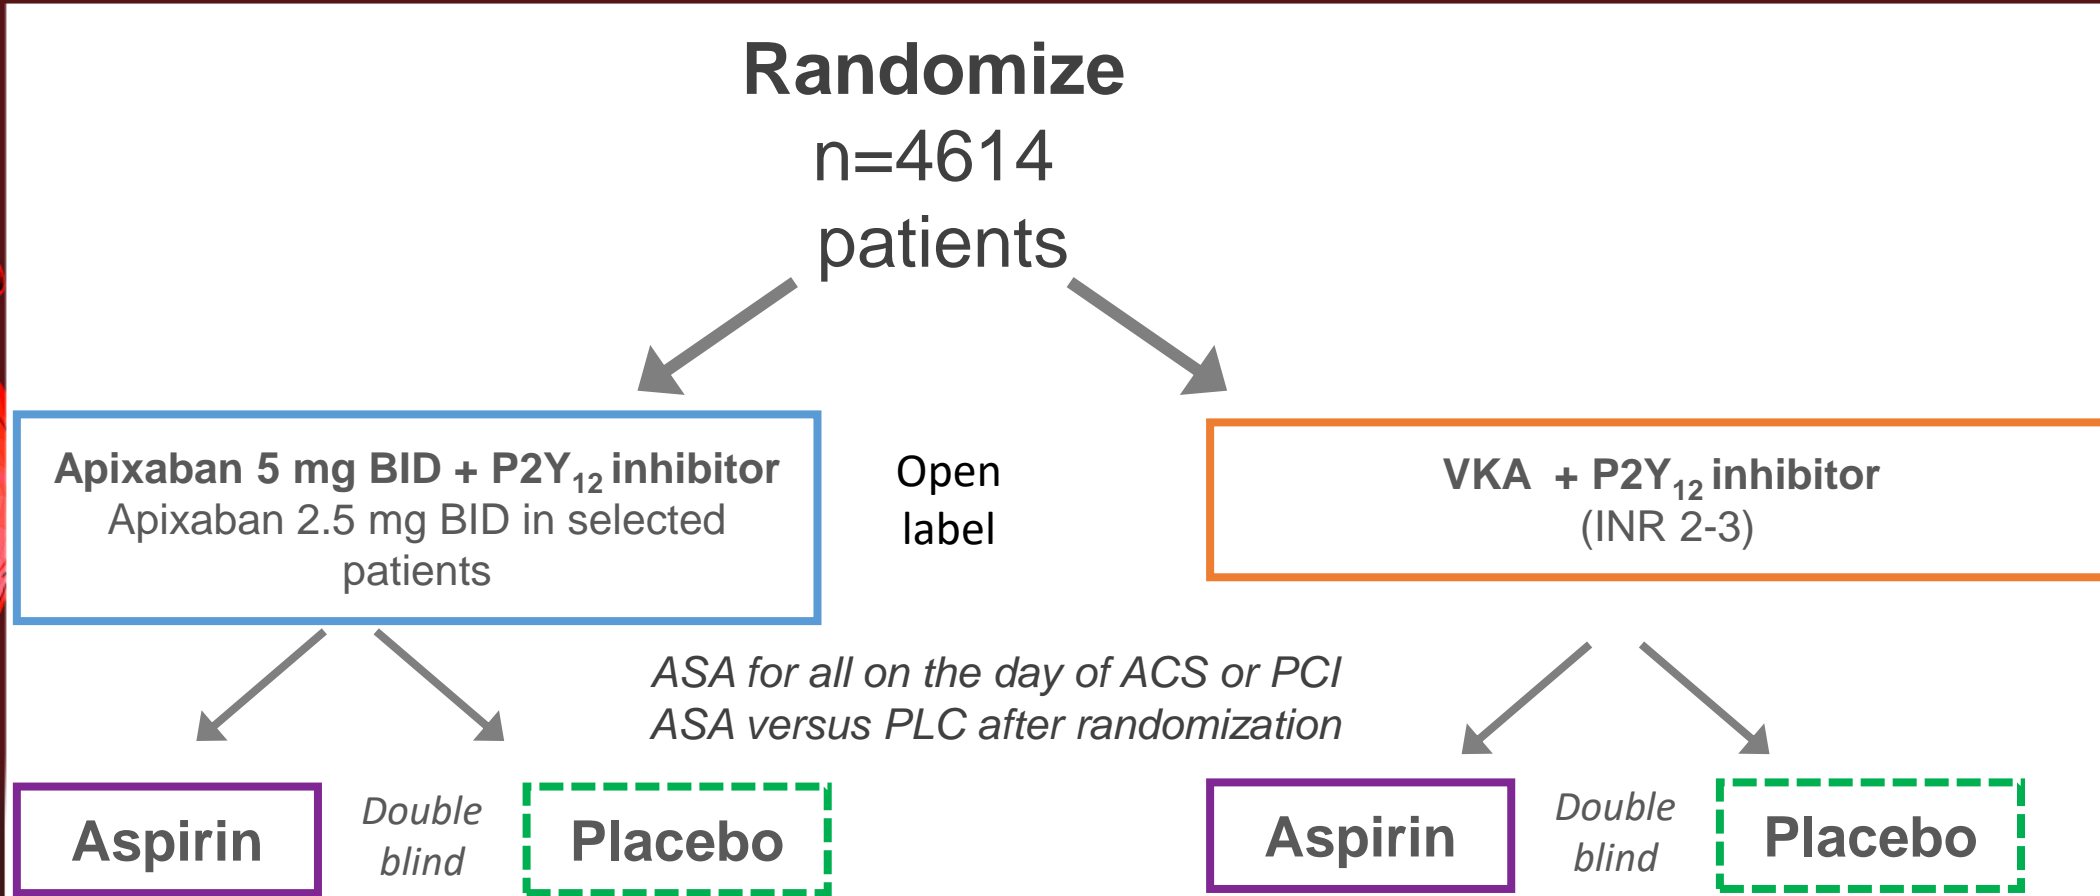 Randomize
n=4614
patients
Apixaban 5 mg BID + P2Y12 inhibitor
Apixaban 2.5 mg BID in selected
patients
Open
label
VKA + P2Y12 inhibitor
(INR 2-3)
ASA for all on the day of ACS or PCI
ASA versus PLC after randomization
Aspirin
Double
blind
Placebo
Aspirin
Double
blind
Placebo